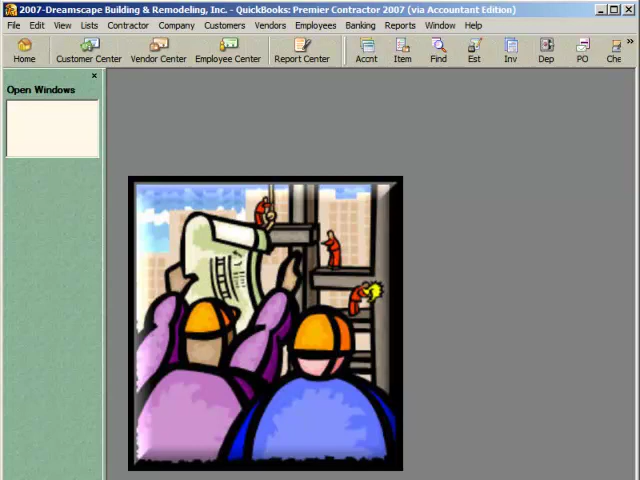 2007-Dreamscape Building & Remodeling, Inc. - QuickBooks: Premier Contractor 2007 (via Accountant Edition)
File Edit View Lists Contractor Company Customers Vendors Employees Banking Reports Window Help
Home Customer Center Vendor Center Employee Center Report Center Accnt Item Find Est Inv Dep PO Che
Open Windows